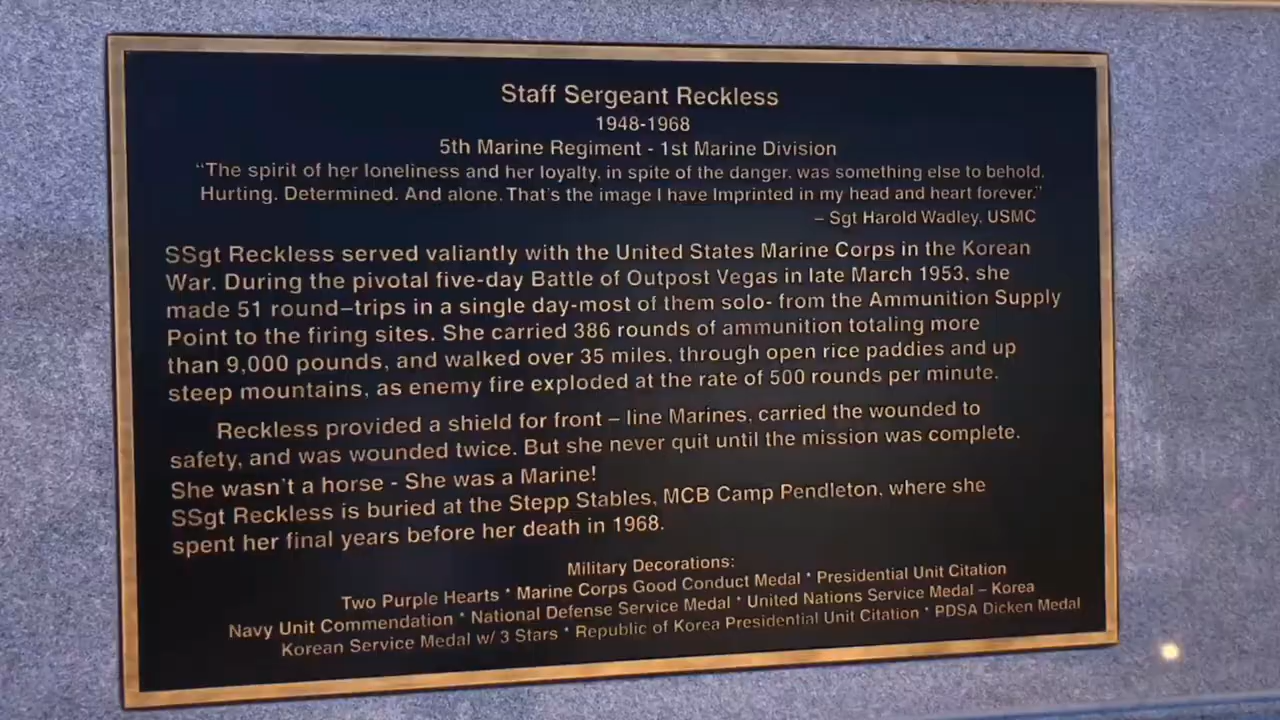 Staff Sergeant Reckless
1948-1968
5th Marine Regiment - 1st Marine Division
“The spirit of her loneliness and her loyalty, in spite of the danger, was something else to behold.
Hurting. Determined. And alone. That's the image I have Imprinted in my head and heart forever.”
– Sgt Harold Wadley, USMC
SSgt Reckless served valiantly with the United States Marine Corps in the Korean
War. During the pivotal five-day Battle of Outpost Vegas in late March 1953, she
made 51 round–trips in a single day-most of them solo- from the Ammunition Supply
Point to the firing sites. She carried 386 rounds of ammunition totaling more
than 9,000 pounds, and walked over 35 miles, through open rice paddies and up
steep mountains, as enemy fire exploded at the rate of 500 rounds per minute.
Reckless provided a shield for front – line Marines, carried the wounded to
safety, and was wounded twice. But she never quit until the mission was complete.
She wasn't a horse - She was a Marine!
SSgt Reckless is buried at the Stepp Stables, MCB Camp Pendleton, where she
spent her final years before her death in 1968.
Military Decorations:
Two Purple Hearts * Marine Corps Good Conduct Medal * Presidential Unit Citation
Navy Unit Commendation * National Defense Service Medal * United Nations Service Medal – Korea
Korean Service Medal w/ 3 Stars * Republic of Korea Presidential Unit Citation * PDSA Dicken Medal